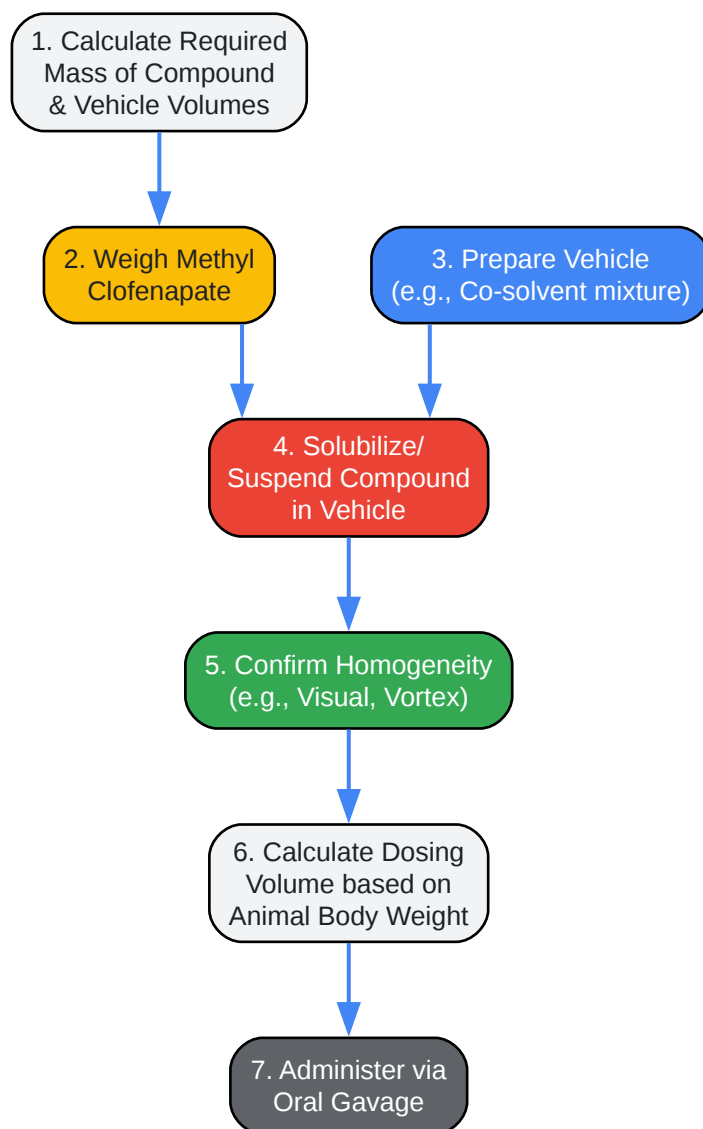 1. Calculate Required
Mass of Compound
& Vehicle Volumes
2. Weigh Methyl
Clofenapate
3. Prepare Vehicle
(e.g., Co-solvent mixture)
4. Solubilize/
Suspend Compound
in Vehicle
5. Confirm Homogeneity
(e.g., Visual, Vortex)
6. Calculate Dosing
Volume based on
Animal Body Weight
7. Administer via
Oral Gavage